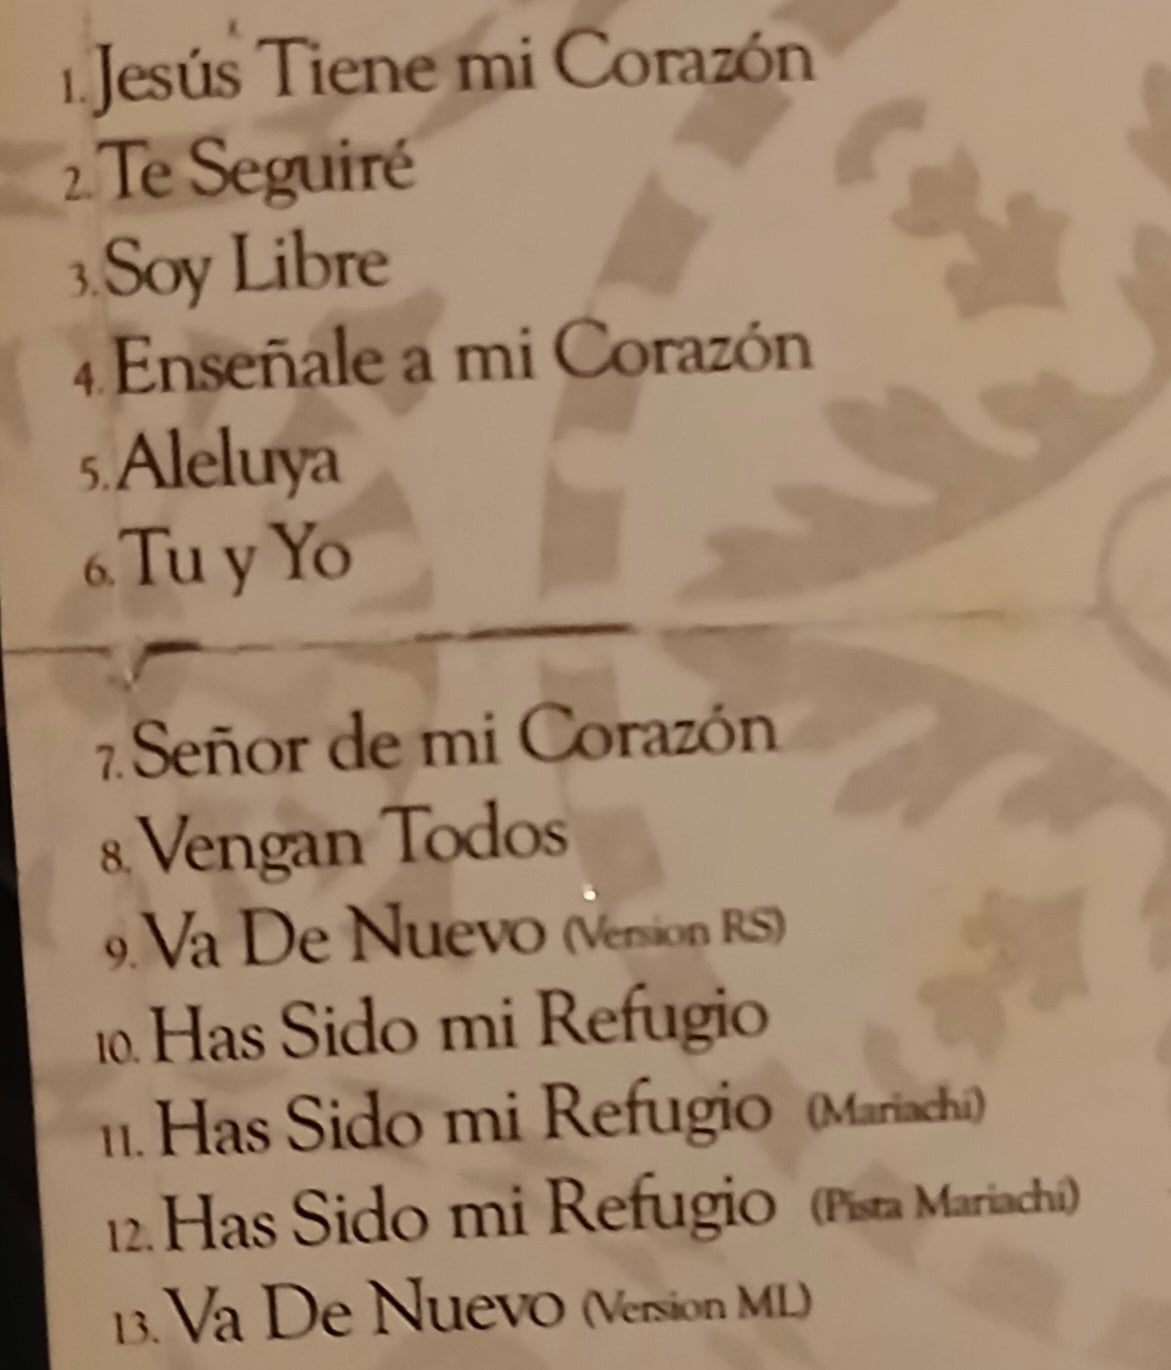 1. Jesús Tiene mi Corazón
2. Te Seguiré
3. Soy Libre
4. Enseñale a mi Corazón
5. Aleluya
6. Tu y Yo
7. Señor de mi Corazón
8. Vengan Todos
9. Va De Nuevo (Version RS)
10. Has Sido mi Refugio
11. Has Sido mi Refugio (Mariachi)
12. Has Sido mi Refugio (Pista Mariachi)
13. Va De Nuevo (Version ML)